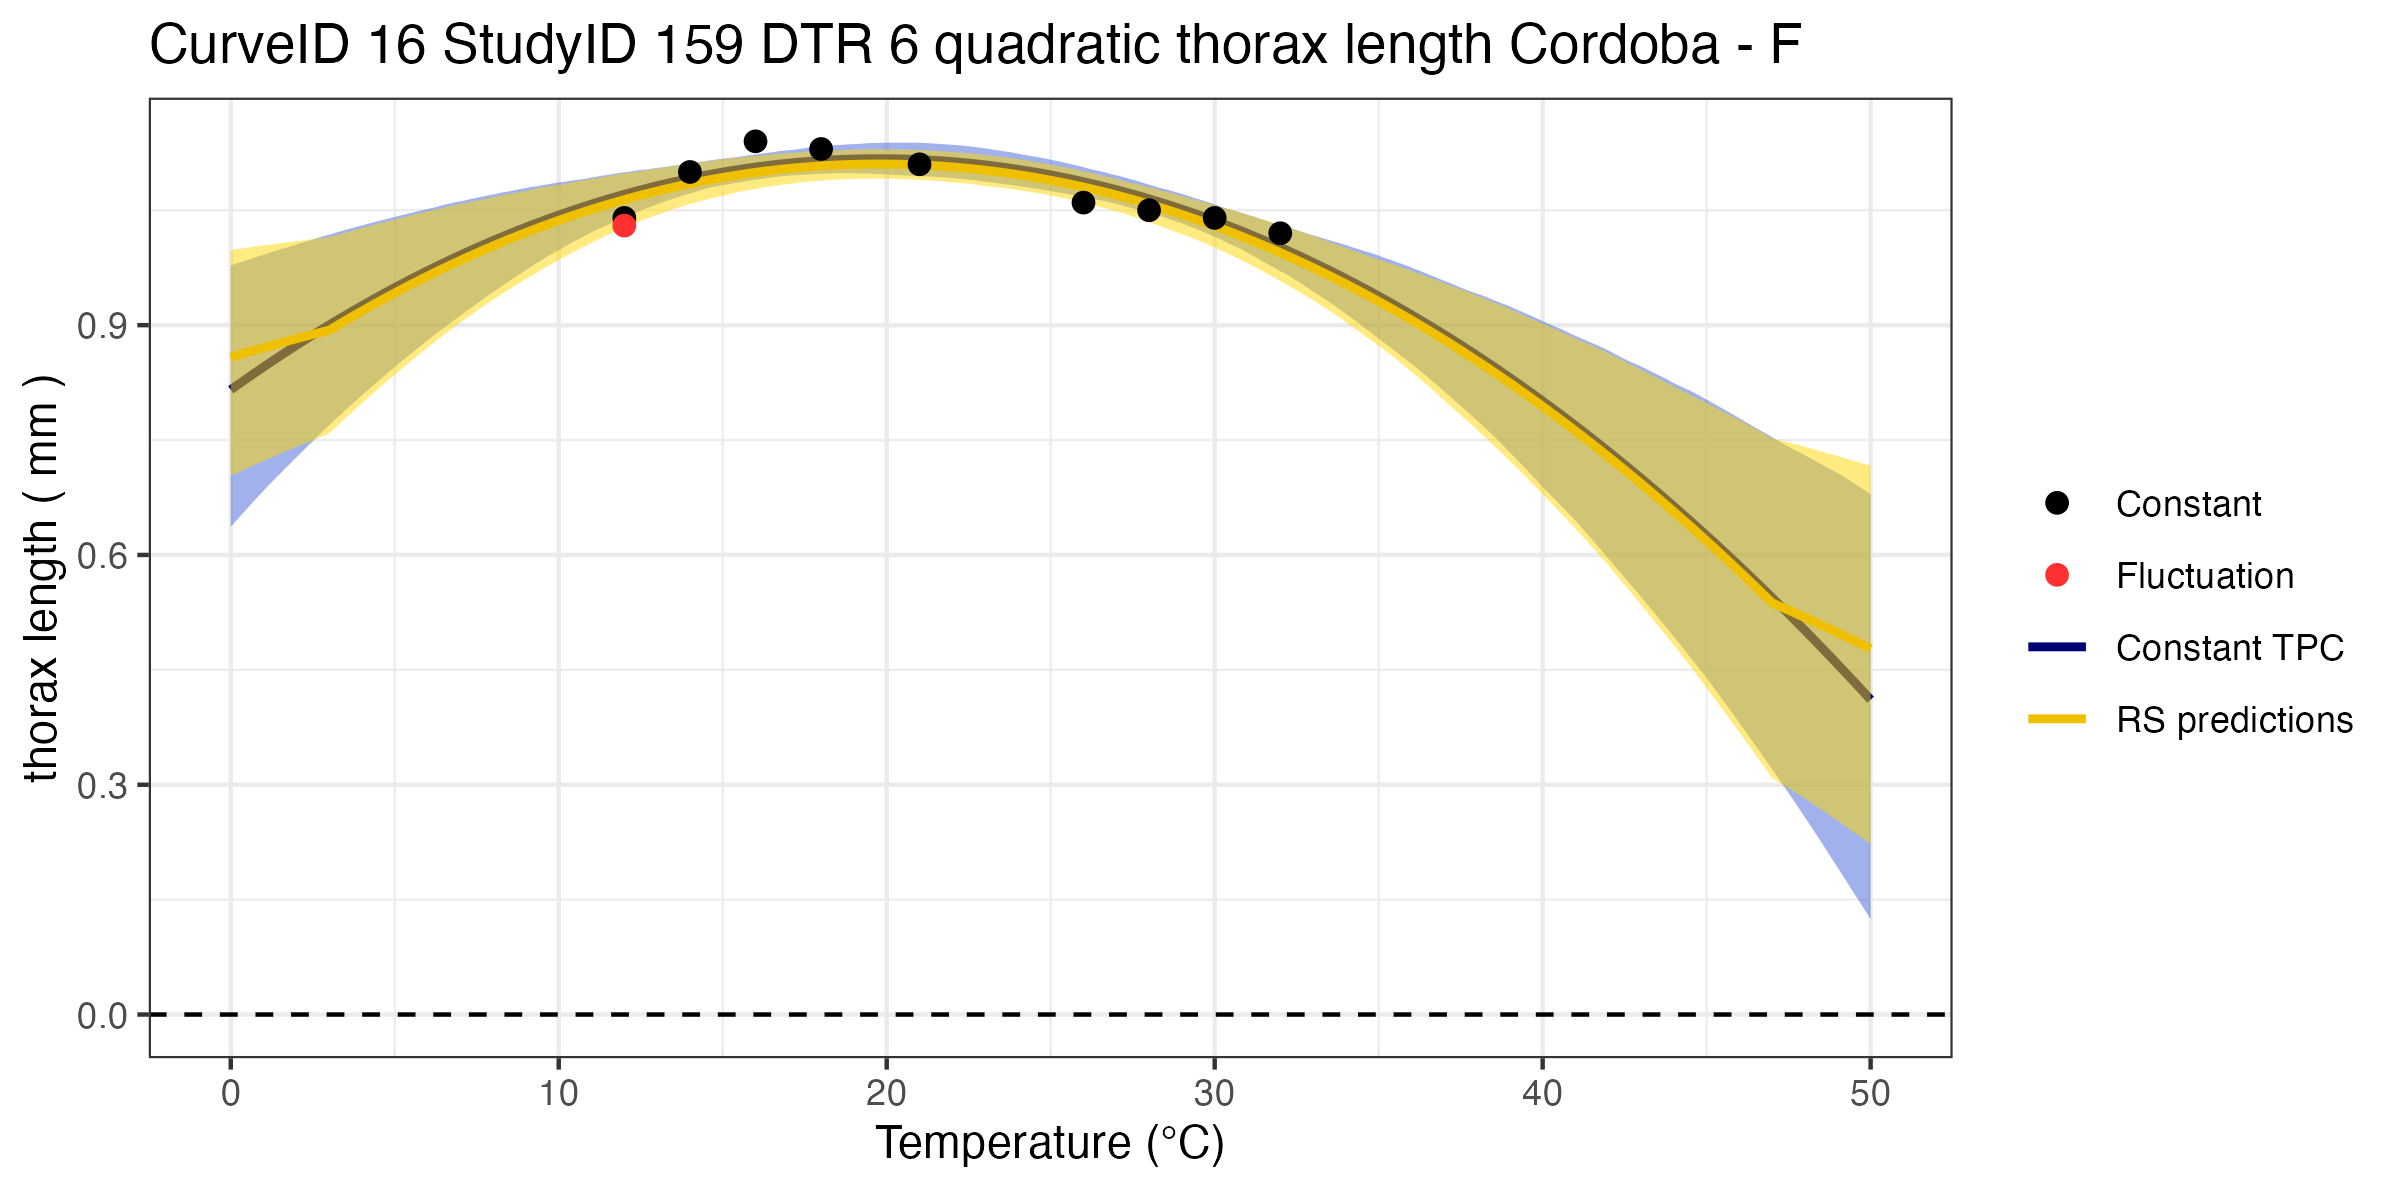 CurveID 16 StudyID 159 DTR 6 quadratic thorax length Cordoba - F
thorax length ( mm )
0.9
0.6
0.3
0.0
0 10 20 30 40 50
Temperature (°C)
Constant
Fluctuation
Constant TPC
RS predictions